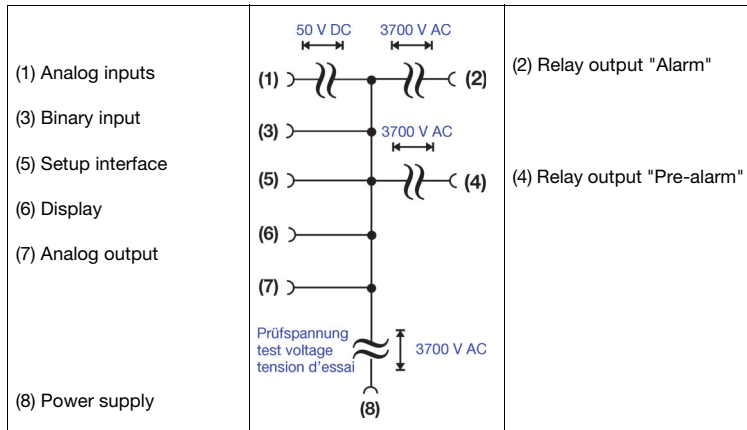 (1) Analog inputs
(3) Binary input
(5) Setup interface
(6) Display
(7) Analog output
(8) Power supply
50 V DC
3700 V AC
(1)
(2)
(3)
3700 V AC
(5)
(4)
(6)
(7)
Prüfspannung
test voltage
tension d'essai
3700 V AC
(8)
(2) Relay output "Alarm"
(4) Relay output "Pre-alarm"